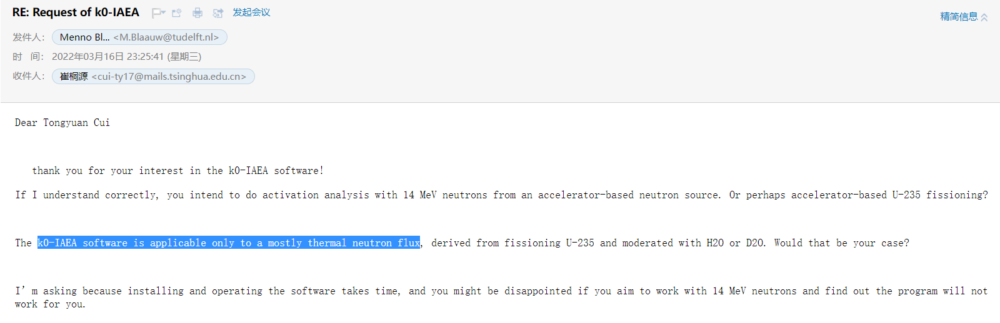 RE: Request of k0-IAEA 发起会议
精简信息
发件人： Menno Bl... <M.Blaauw@tudelft.nl>
时 间： 2022年03月16日 23:25:41 (星期三)
收件人： 崔桐源 <cui-ty17@mails.tsinghua.edu.cn>
Dear Tongyuan Cui
thank you for your interest in the k0-IAEA software!
If I understand correctly, you intend to do activation analysis with 14 MeV neutrons from an accelerator-based neutron source. Or perhaps accelerator-based U-235 fissioning?
The k0-IAEA software is applicable only to a mostly thermal neutron flux, derived from fissioning U-235 and moderated with H2O or D2O. Would that be your case?
I’m asking because installing and operating the software takes time, and you might be disappointed if you aim to work with 14 MeV neutrons and find out the program will not
work for you.